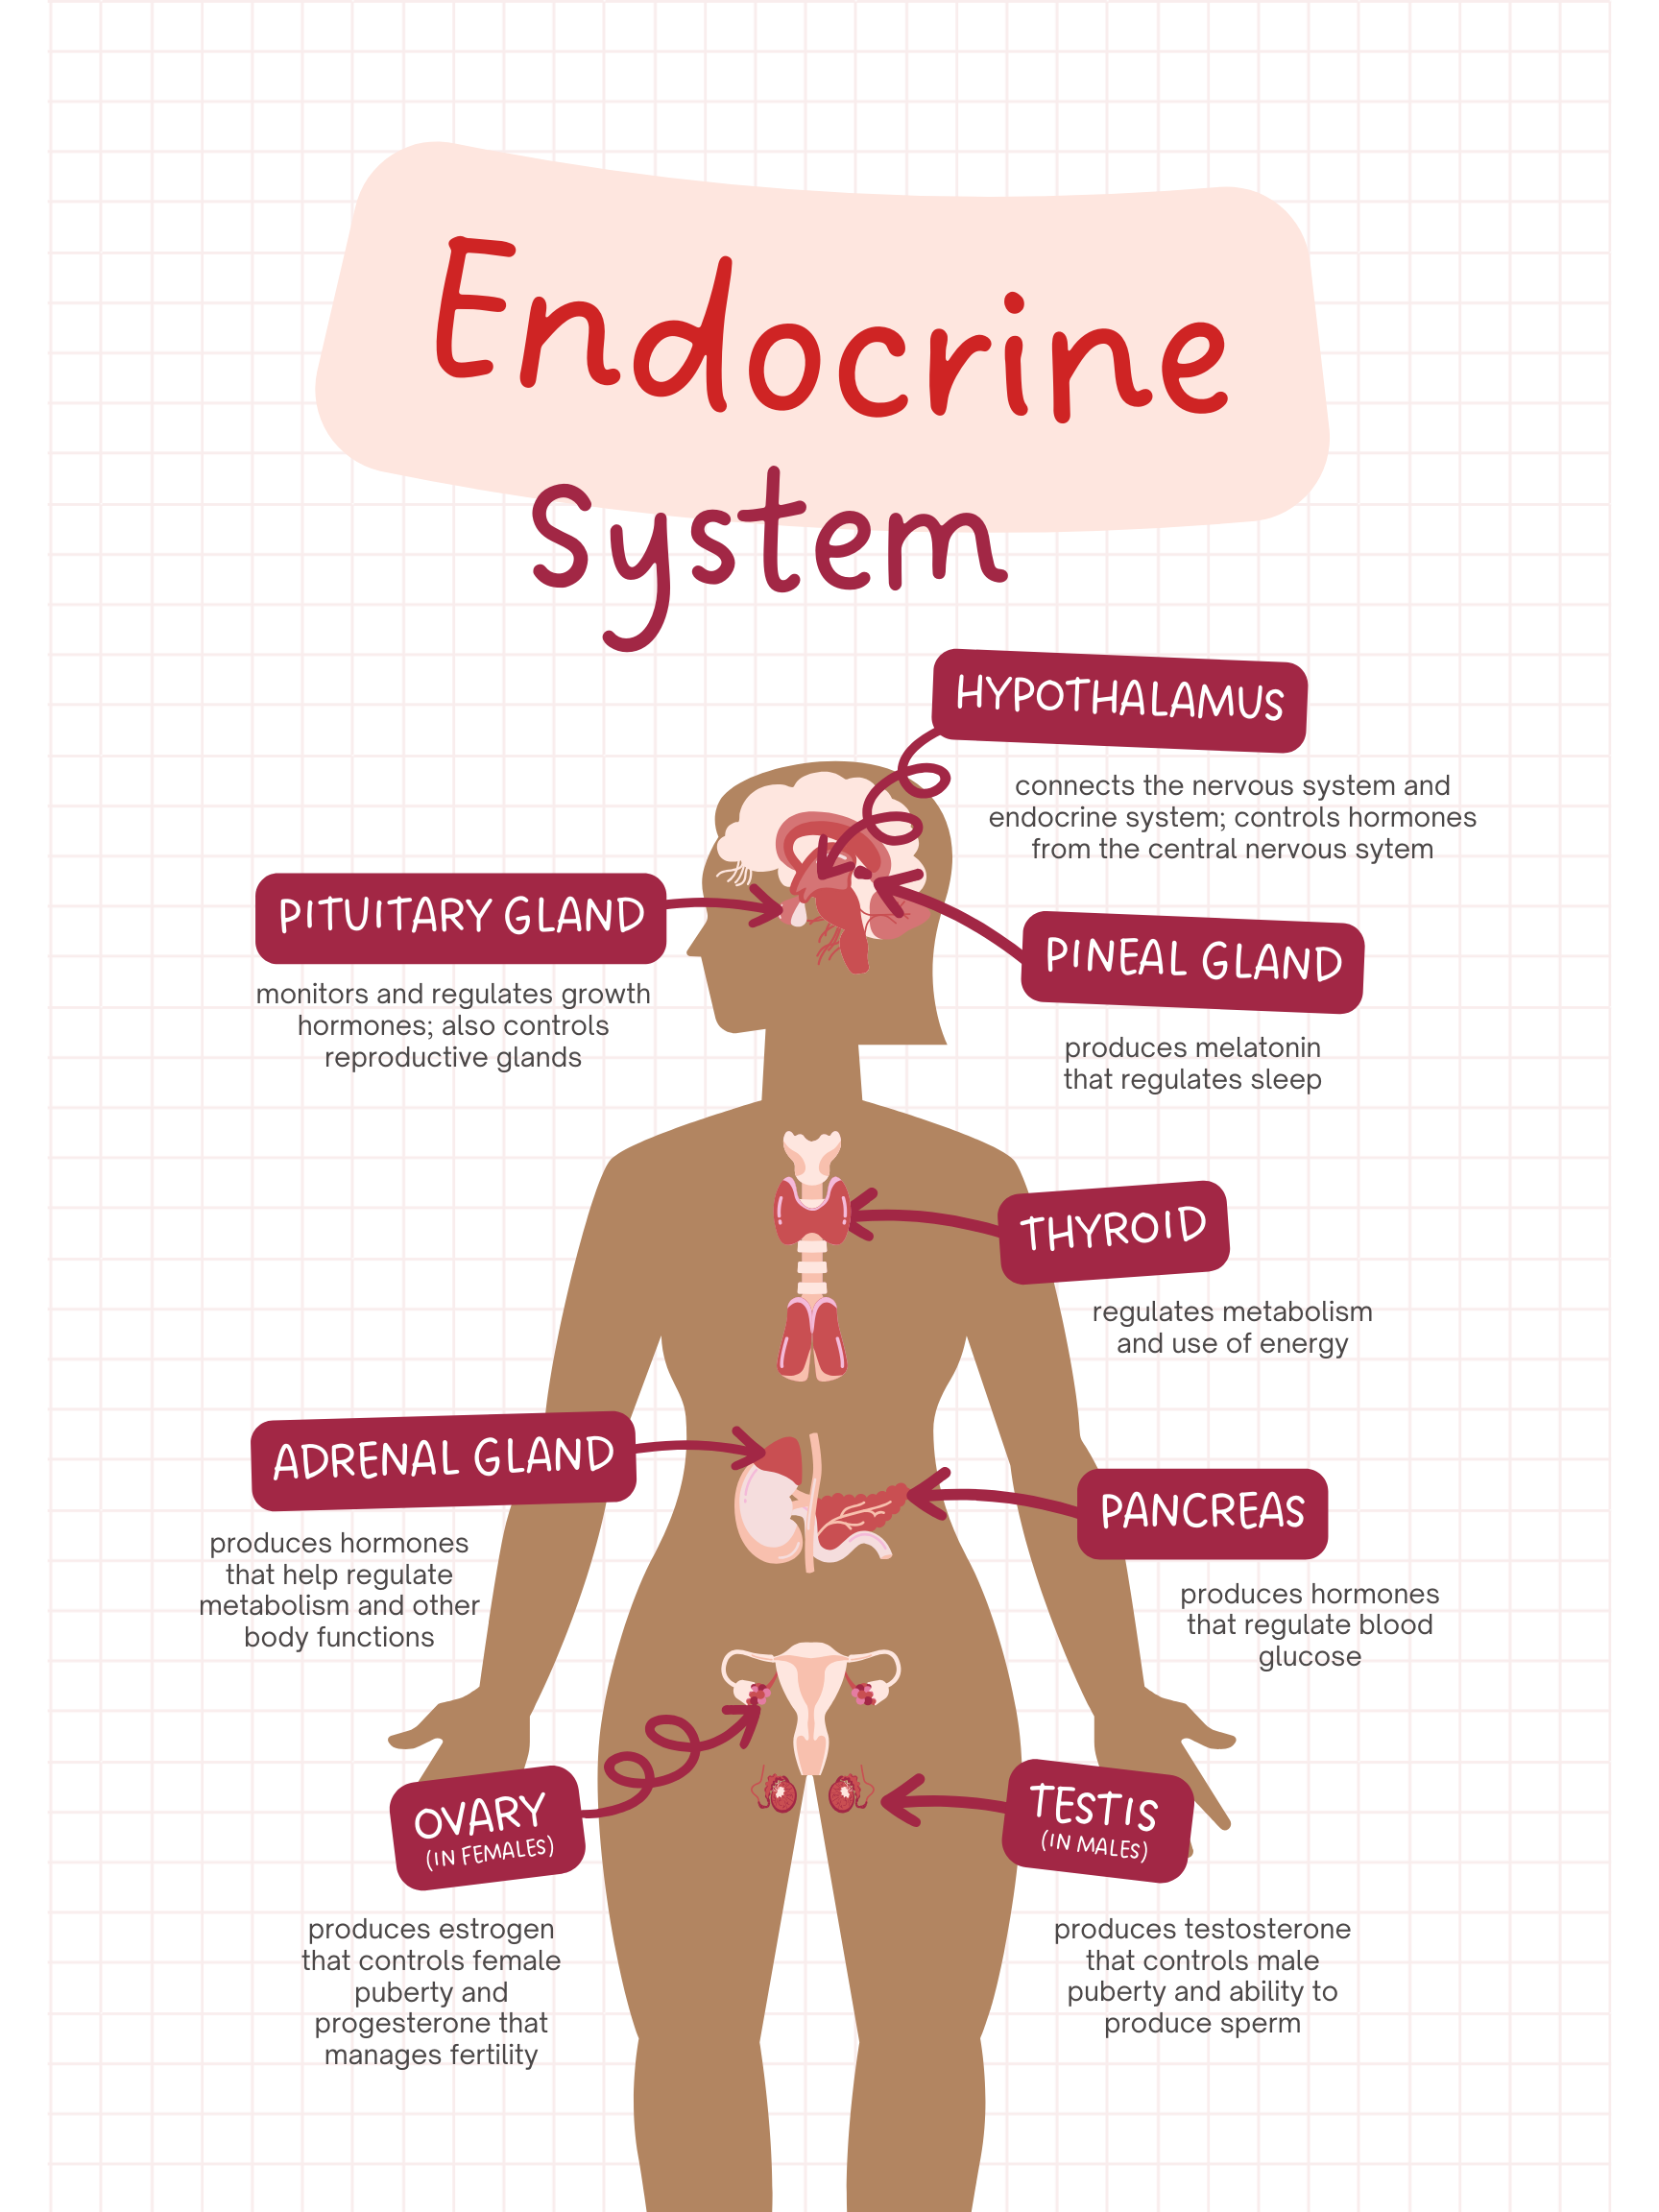 Endocrine
System
HYPOTHALAMUS
connects the nervous system and
endocrine system; controls hormones
from the central nervous sytem
PITUITARY GLAND
monitors and regulates growth
hormones; also controls
reproductive glands
PINEAL GLAND
produces melatonin
that regulates sleep
THYROID
regulates metabolism
and use of energy
ADRENAL GLAND
produces hormones
that help regulate
metabolism and other
body functions
PANCREAS
produces hormones
that regulate blood
glucose
OVARY
(IN FEMALES)
produces estrogen
that controls female
puberty and
progesterone that
manages fertility
TESTIS
(IN MALES)
produces testosterone
that controls male
puberty and ability to
produce sperm